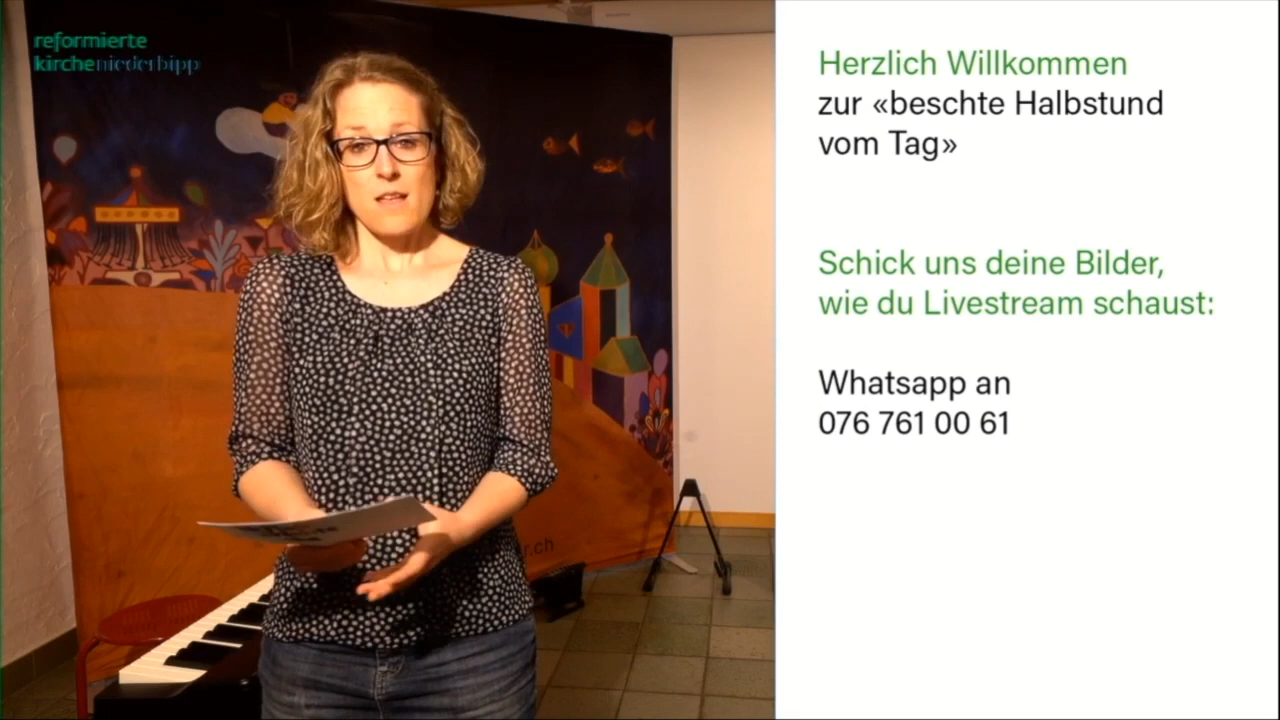 reformierte
kircheniederbipp
Herzlich Willkommen
zur «beschte Halbstund
vom Tag»
Schick uns deine Bilder,
wie du Livestream schaust:
Whatsapp an
076 761 00 61
r.ch